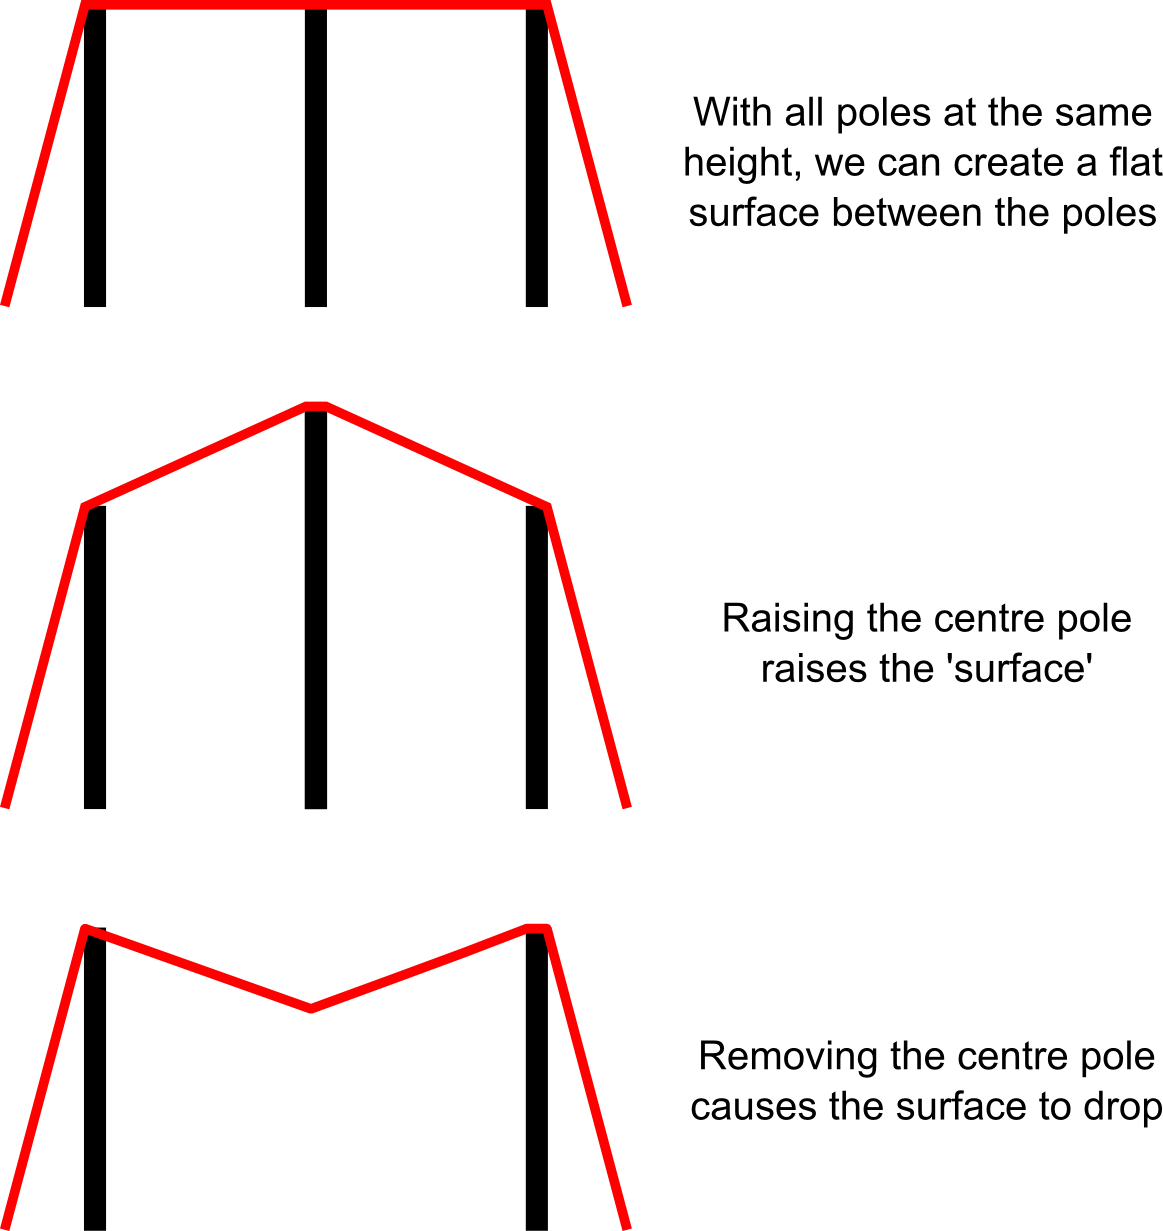 With all poles at the same
height, we can create a flat
surface between the poles
Raising the centre pole
raises the 'surface'
Removing the centre pole
causes the surface to drop